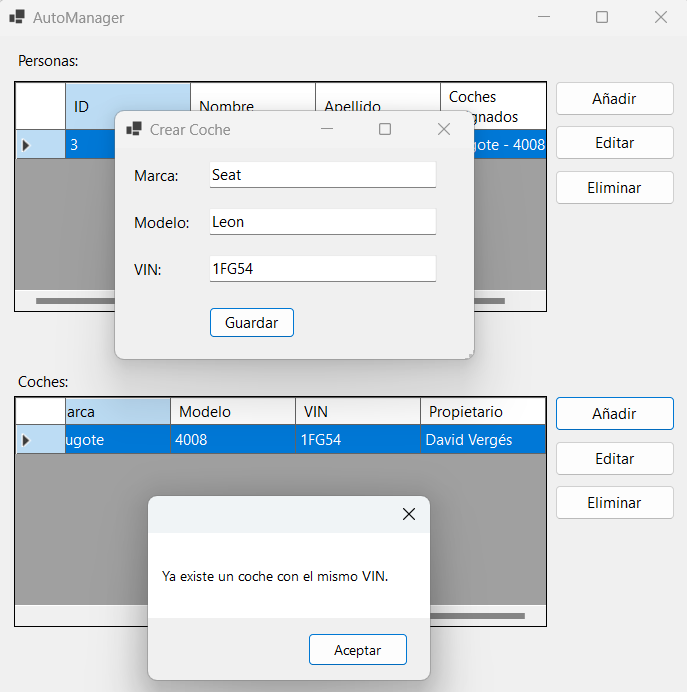 AutoManager
Personas:
ID Nombre Apellido Coches
gnados
3 gote - 4008
Añadir
Editar
Eliminar
Crear Coche
Marca: Seat
Modelo: Leon
VIN: 1FG54
Guardar
Coches:
arca Modelo VIN Propietario
ugote 4008 1FG54 David Vergés
Añadir
Editar
Eliminar
Ya existe un coche con el mismo VIN.
Aceptar